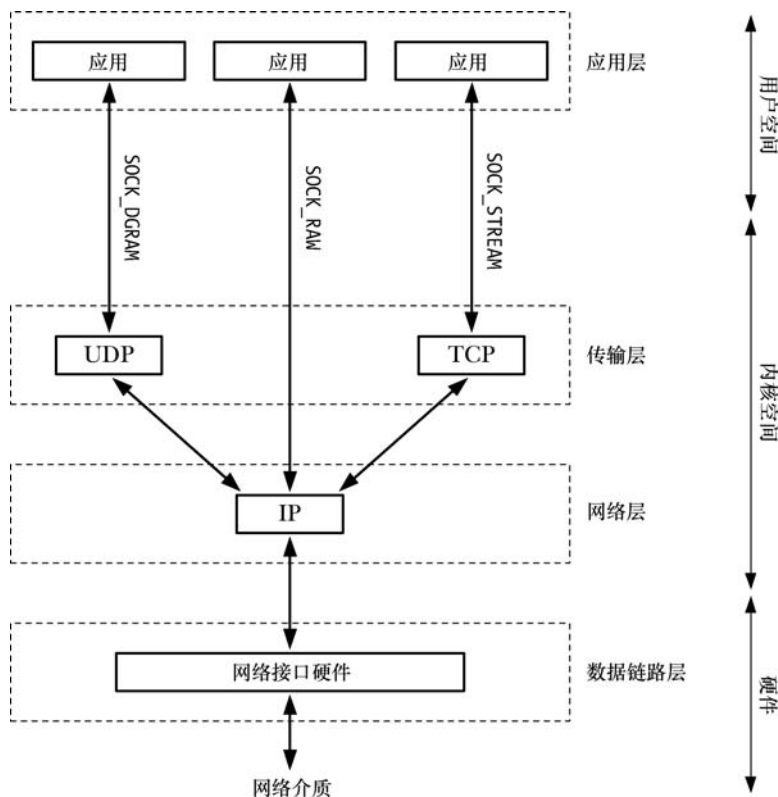 应用
应用
应用
应用层
用户空间
SOCK_DGRAM
SOCK_RAW
SOCK_STREAM
UDP
TCP
传输层
内核空间
IP
网络层
网络接口硬件
数据链路层
硬件
网络介质